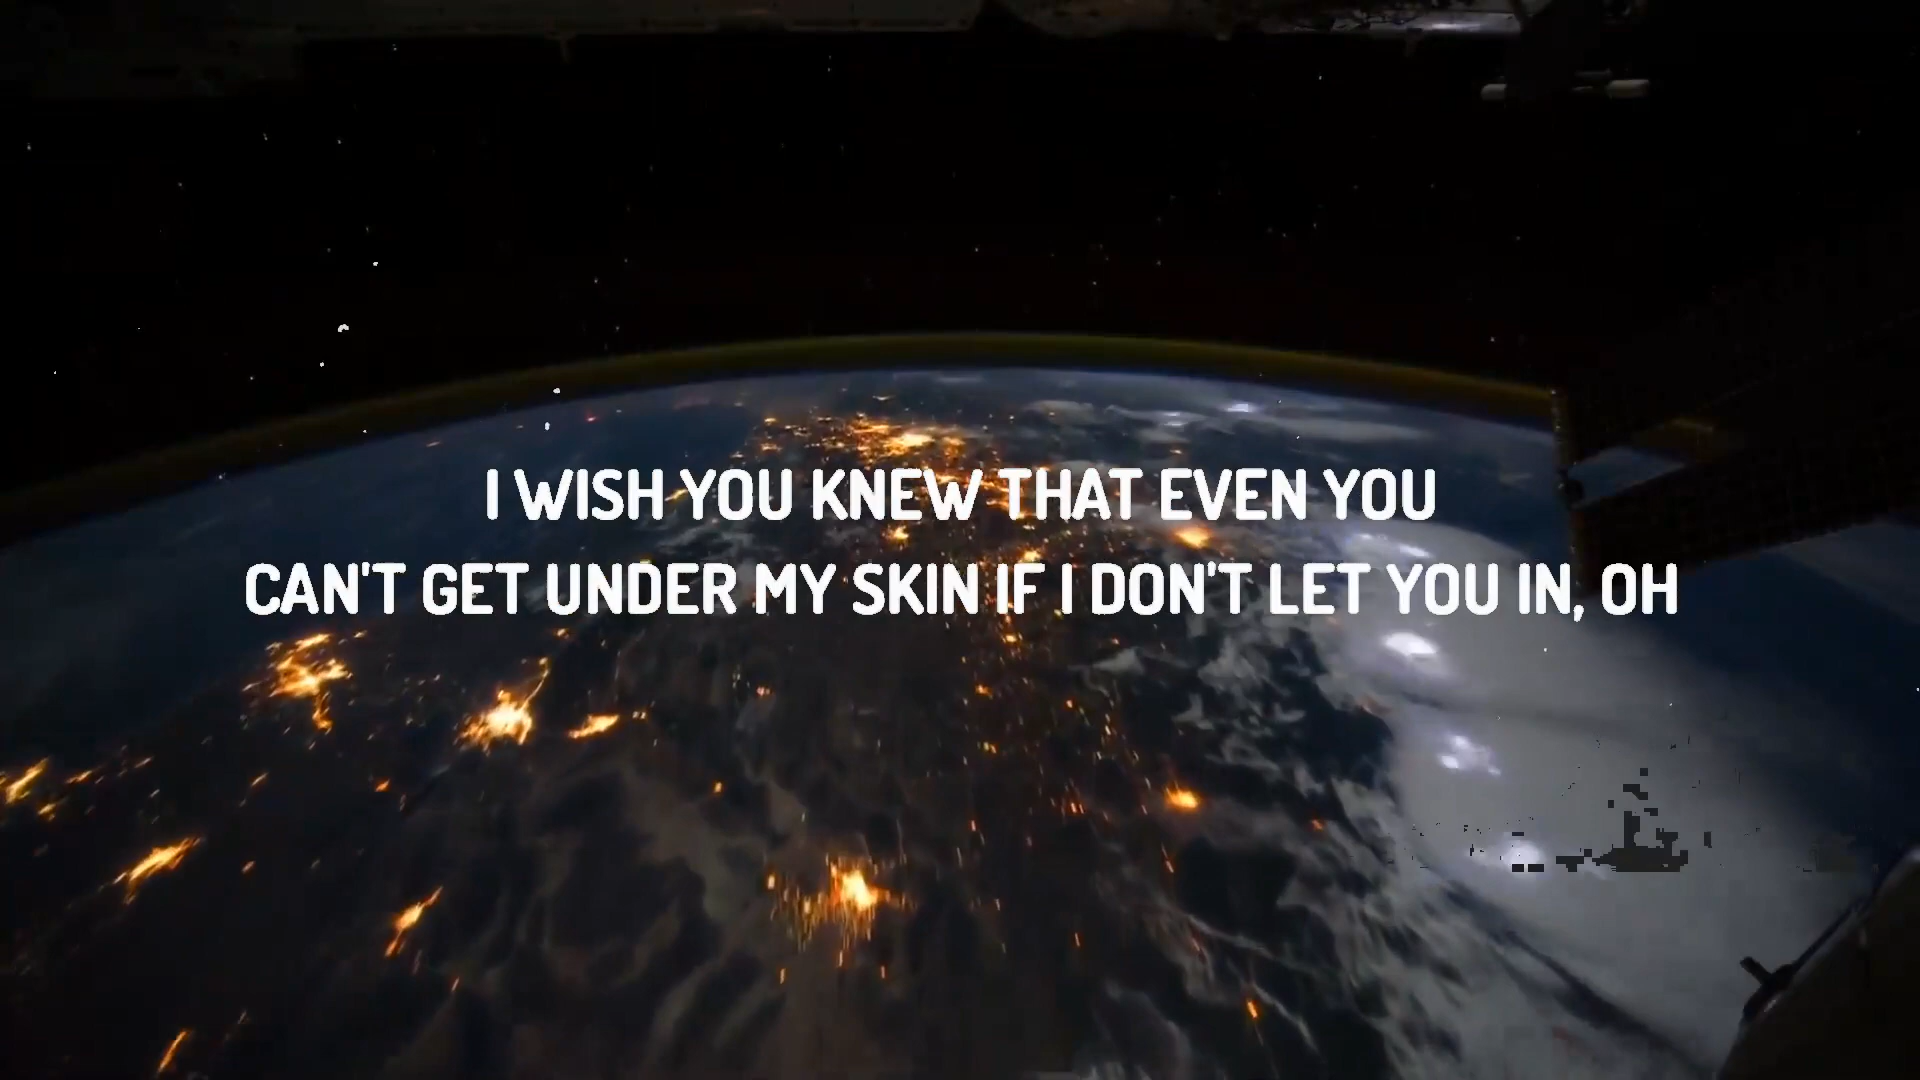 I WISH YOU KNEW THAT EVEN YOU
CAN'T GET UNDER MY SKIN IF I DON'T LET YOU IN, OH